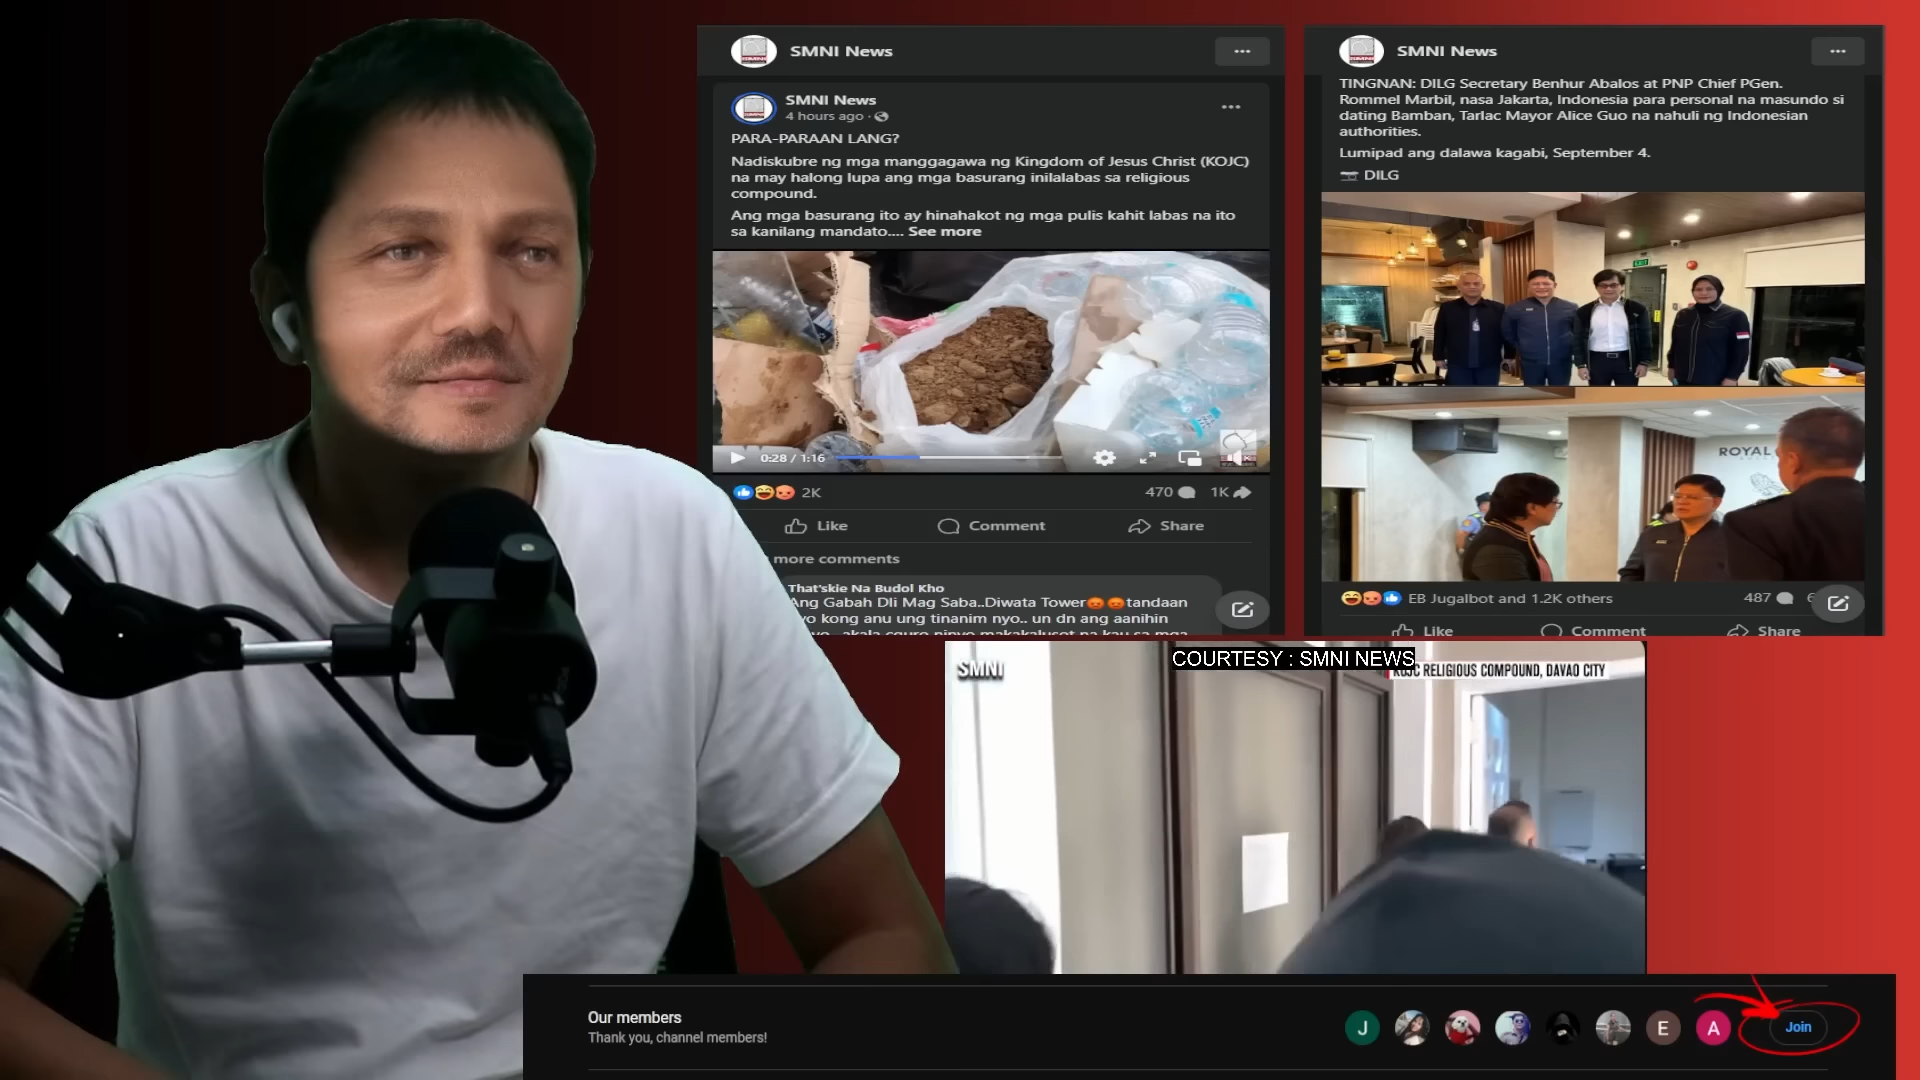 SMNI News
SMNI News
4 hours ago
PARA-PARAAN LANG?
Nadiskubre ng mga manggagawa ng Kingdom of Jesus Christ (KOJC)
na may halong lupa ang mga basurang inilalabas sa religious
compound.
Ang mga basurang ito ay hinahakot ng mga pulis kahit labas na ito
sa kanilang mandato.... See more
0:28 / 1:16
2K
470
1K
Like
Comment
Share
more comments
That'skie Na Budol Kho
Ang Gabah DIi Mag Saba..Diwata Tower😡😡tandaan
yo kong anu ung tinanim nyo.. un dn ang aanihin
SMNI News
TINGNAN: DILG Secretary Benhur Abalos at PNP Chief PGen.
Rommel Marbil, nasa Jakarta, Indonesia para personal na masundo si
dating Bamban, Tarlac Mayor Alice Guo na nahuli ng Indonesian
authorities.
Lumipad ang dalawa kagabi, September 4.
📷 DILG
EXIT
ROYAL
EB Jugalbot and 1.2K others
487
Like
Comment
Share
SMNI
COURTESY : SMNI NEWS
KOJC RELIGIOUS COMPOUND, DAVAO CITY
Our members
Thank you, channel members!
J
E
A
Join